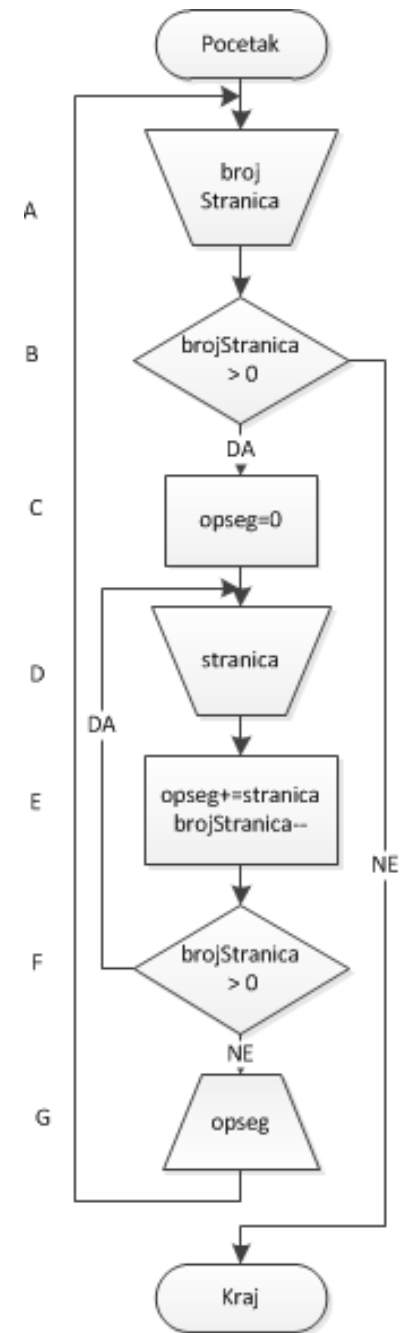 Pocetak
A
broj
Stranica
B
brojStranica
> 0
DA
C
opseg=0
D
stranica
DA
E
opseg+=stranica
brojStranica--
NE
F
brojStranica
> 0
NE
G
opseg
Kraj